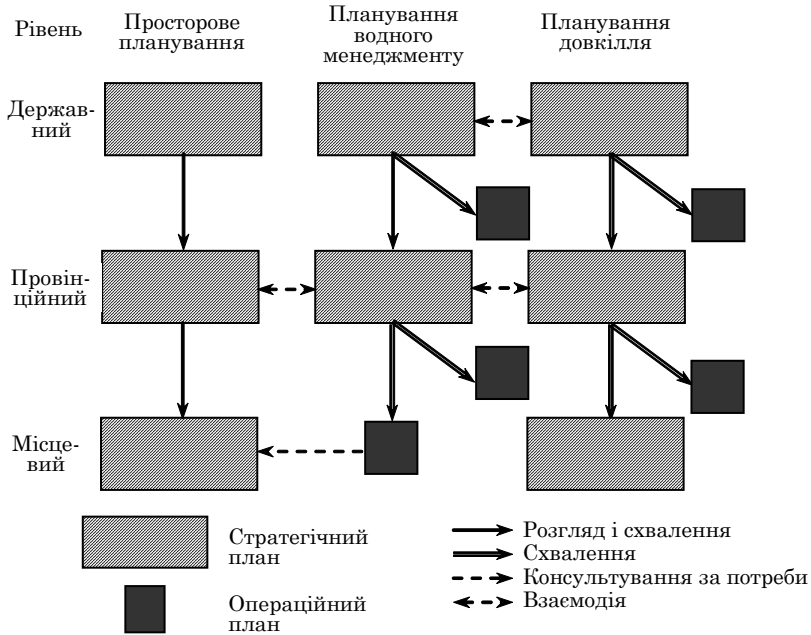 Рівень
Просторове
планування
Планування
водного
менеджменту
Планування
довкілля
Держав-
ний
Провін-
ційний
Місце-
вий
Стратегічний
план
Операційний
план
Розгляд і схвалення
Схвалення
Консультування за потреби
Взаємодія